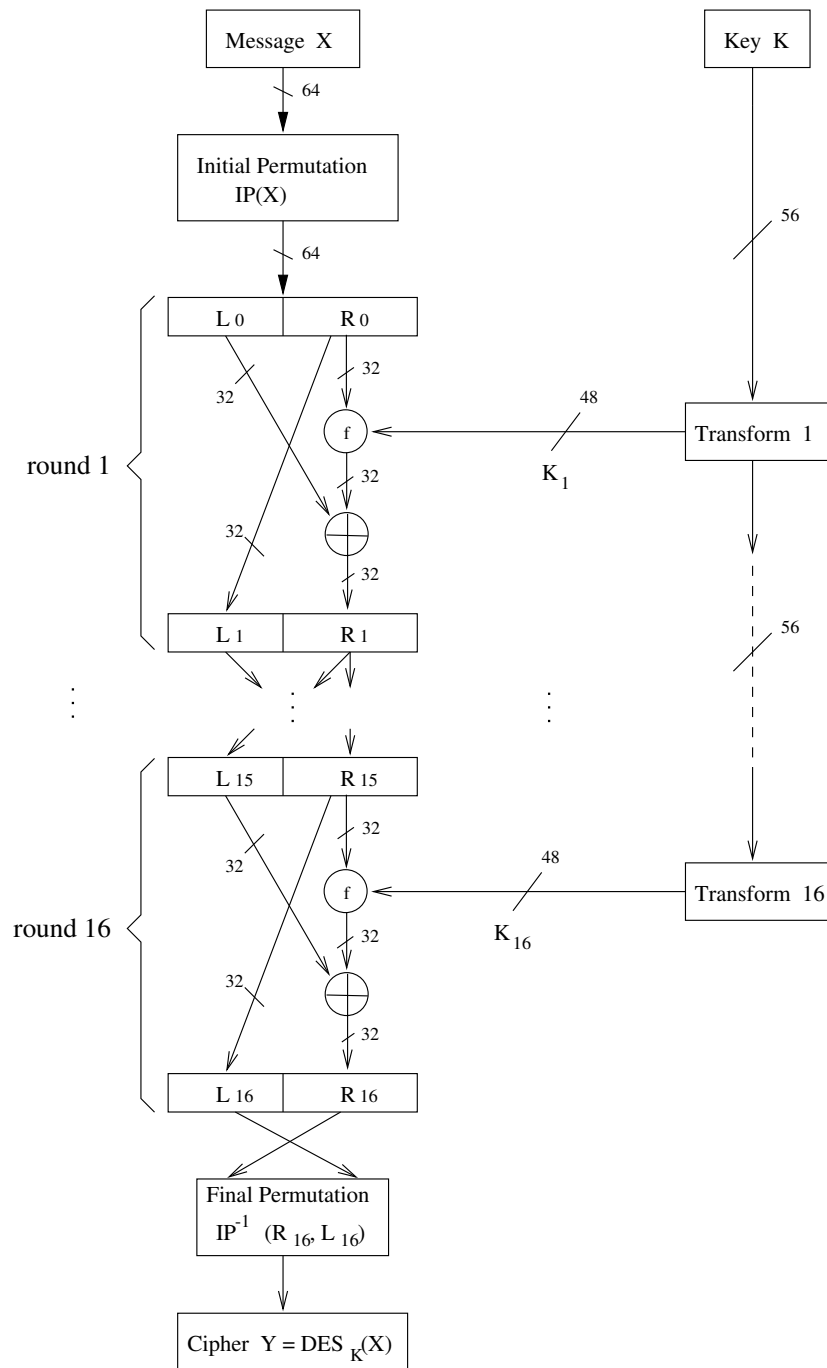 Message X
Key K
64
Initial Permutation
IP(X)
56
64
L 0 R 0
32
32
48
f
Transform 1
round 1
K 1
32
32
32
L 1 R 1
56
L 15 R 15
32
32
48
f
Transform 16
round 16
K 16
32
32
32
L 16 R 16
Final Permutation
IP -1 (R 16, L 16)
Cipher Y = DES K (X)